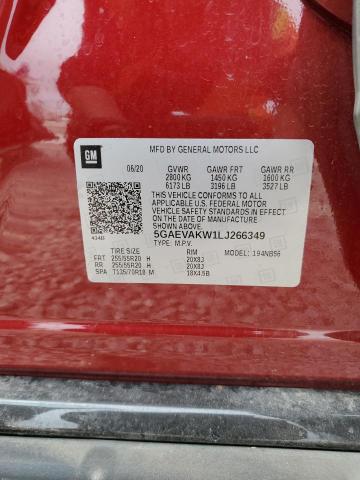 MFD BY GENERAL MOTORS LLC
GM
06/20 GVWR GAWR FRT GAWR RR
2800 KG 1450 KG 1600 KG
6173 LB 3196 LB 3527 LB
THIS VEHICLE CONFORMS TO ALL
APPLICABLE U.S. FEDERAL MOTOR
VEHICLE SAFETY STANDARDS IN EFFECT
ON THE DATE OF MANUFACTURE SHOWN ABOVE.
5GAEVAKW1LJ266349
TYPE: M.P.V.
TIRE SIZE RIM MODEL: 194NB56
FRT 255/55R20 H 20X8J
RR 255/55R20 H 20X8J
SPA T135/70R18 M 18X4.5B